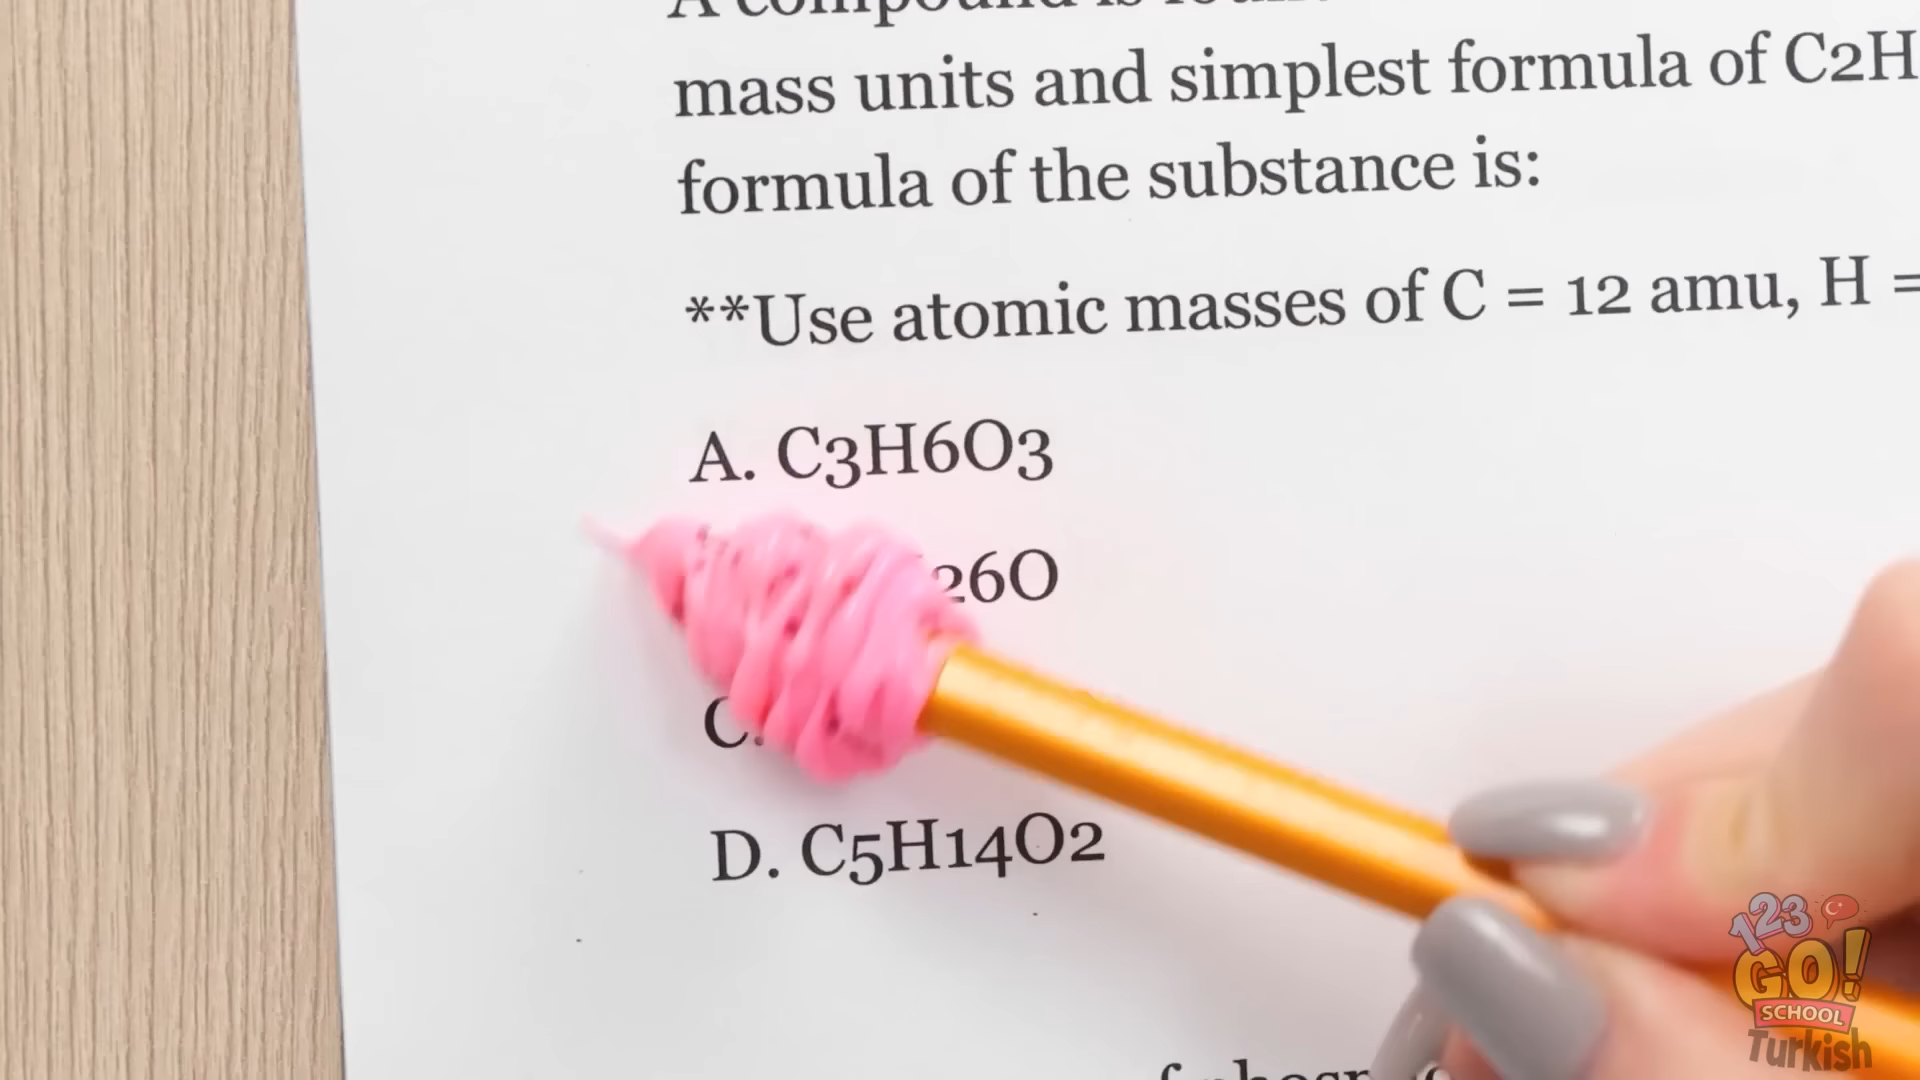 mass units and simplest formula of C2H
formula of the substance is:
**Use atomic masses of C = 12 amu, H =
A. C3H6O3
26O
C.
D. C5H14O2
123
GO!
SCHOOL
Turkish